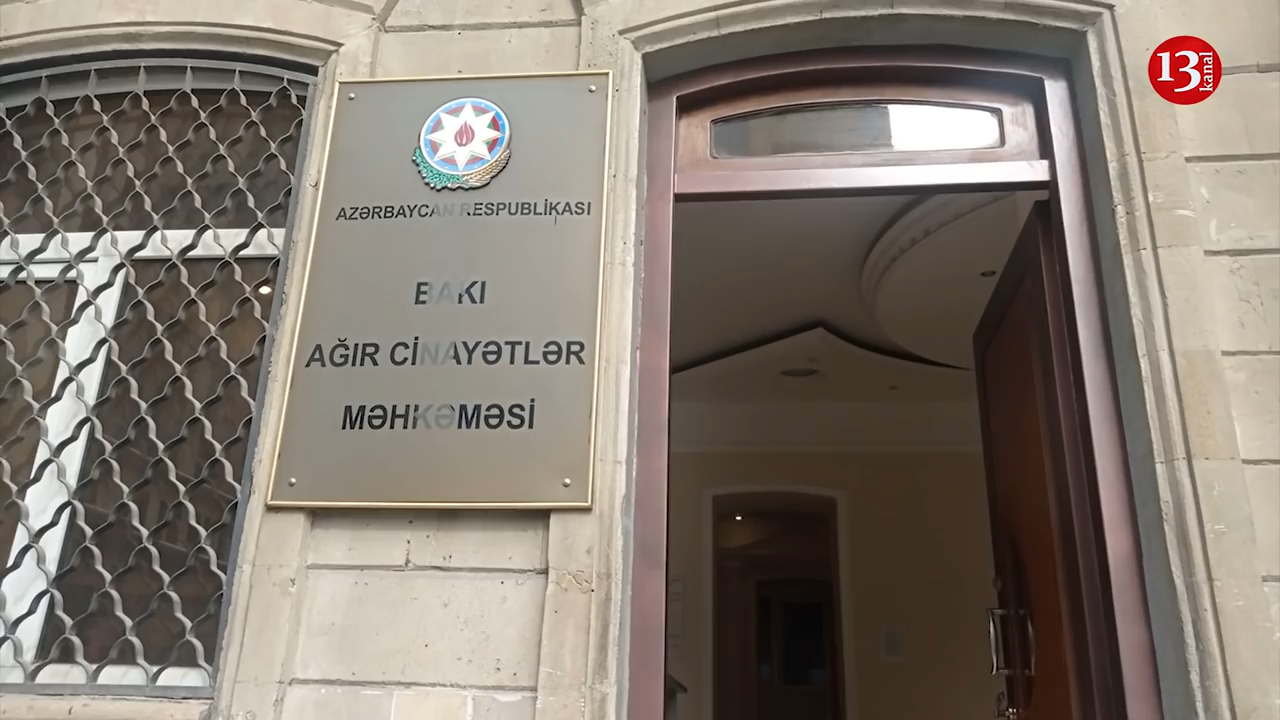 AZƏRBAYCAN RESPUBLİKASI
BAKI
AĞIR CİNAYƏTLƏR
MƏHKƏMƏSİ
13
kanal